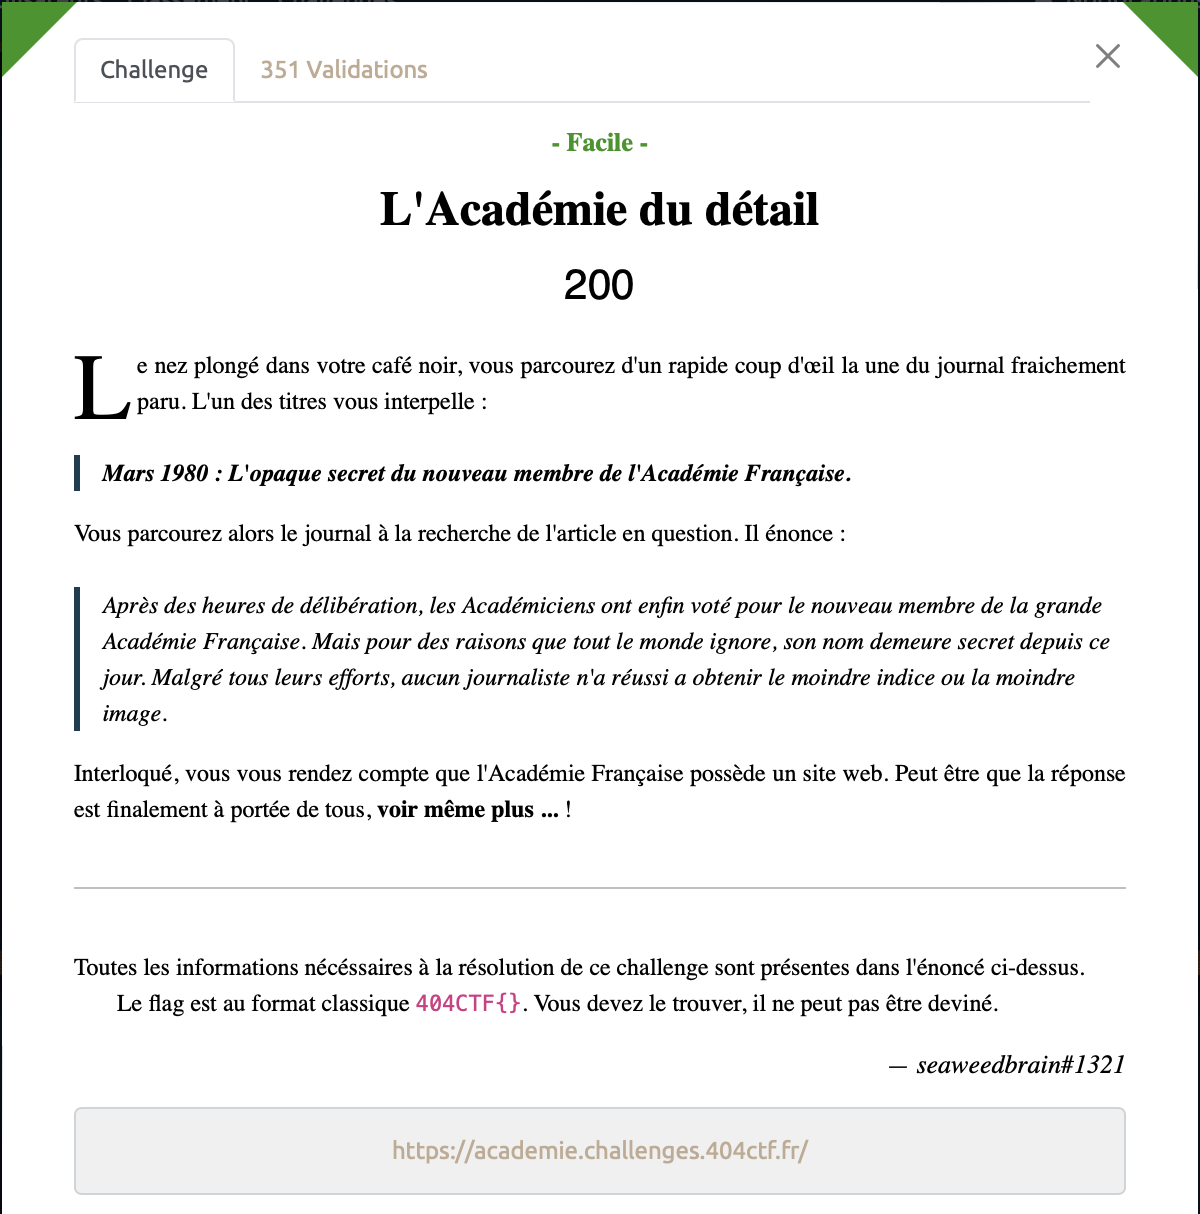 Challenge
351 Validations
- Facile -
L'Académie du détail
200
Le nez plongé dans votre café noir, vous parcourez d'un rapide coup d'œil la une du journal fraichement
paru. L'un des titres vous interpelle :
Mars 1980 : L'opaque secret du nouveau membre de l'Académie Française.
Vous parcourez alors le journal à la recherche de l'article en question. Il énonce :
Après des heures de délibération, les Académiciens ont enfin voté pour le nouveau membre de la grande
Académie Française. Mais pour des raisons que tout le monde ignore, son nom demeure secret depuis ce
jour. Malgré tous leurs efforts, aucun journaliste n'a réussi a obtenir le moindre indice ou la moindre
image.
Interloqué, vous vous rendez compte que l'Académie Française possède un site web. Peut être que la réponse
est finalement à portée de tous, voir même plus ... !
Toutes les informations nécéssaires à la résolution de ce challenge sont présentes dans l'énoncé ci-dessus.
Le flag est au format classique 404CTF{}. Vous devez le trouver, il ne peut pas être deviné.
— seaweedbrain#1321
https://academie.challenges.404ctf.fr/